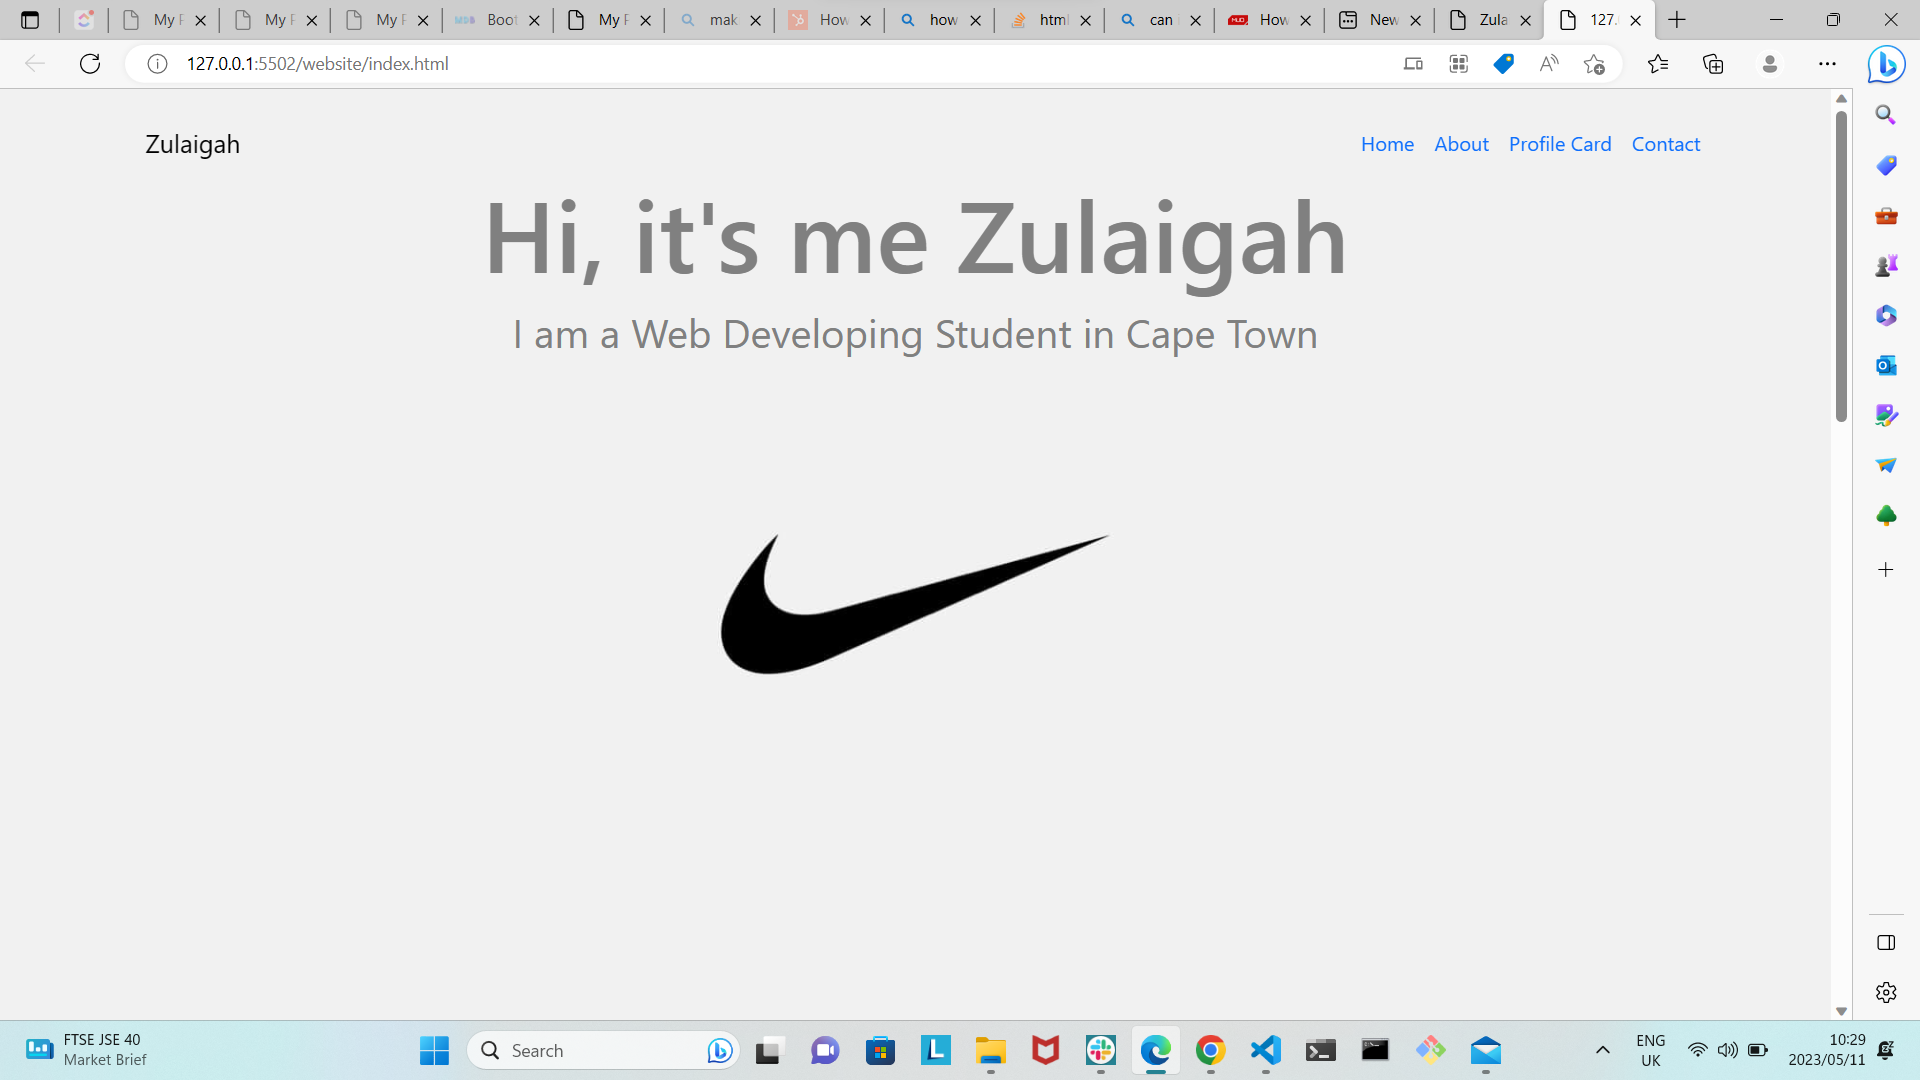 My F
My F
My F
Boot
My F
mak
How
how
html
can
How
New
Zula
127.
127.0.0.1:5502/website/index.html
Zulaigah
Home About Profile Card Contact
Hi, it's me Zulaigah
I am a Web Developing Student in Cape Town
FTSE JSE 40
Market Brief
Search
ENG
UK
10:29
2023/05/11